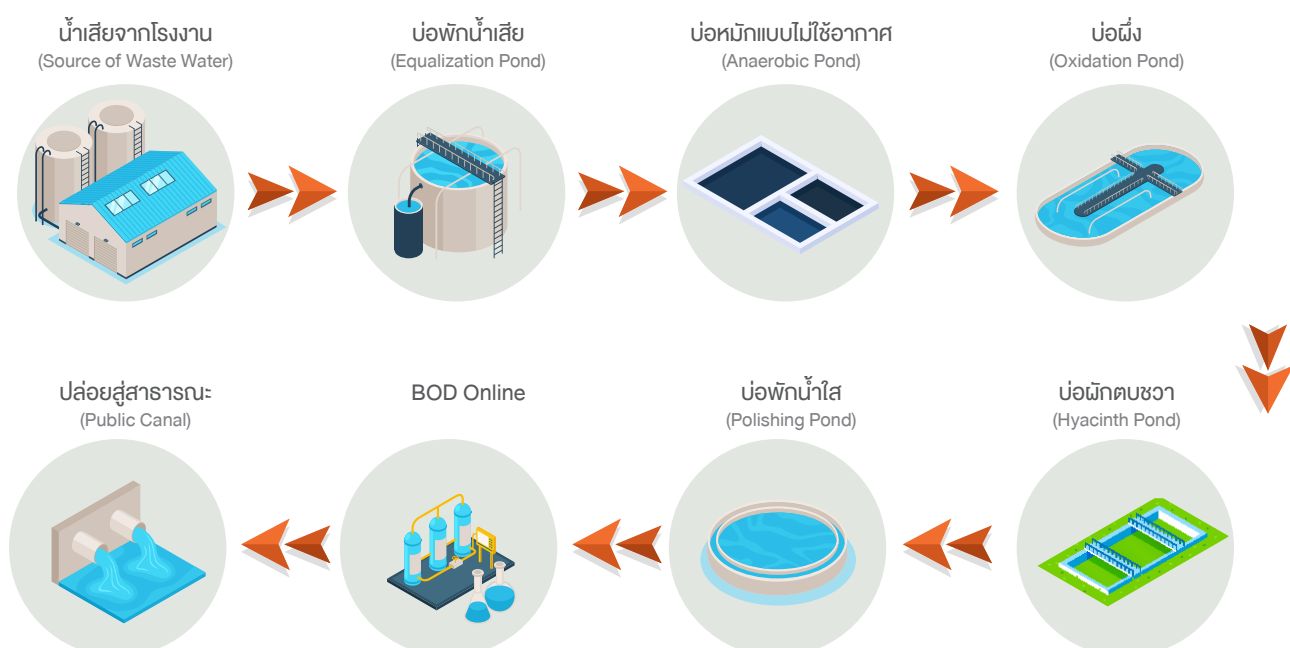 น้ำเสียจากโรงงาน
(Source of Waste Water)
บ่อพักน้ำเสีย
(Equalization Pond)
บ่อหมักแบบไม่ใช้อากาศ
(Anaerobic Pond)
บ่อผึ่ง
(Oxidation Pond)
ปล่อยสู่สาธารณะ
(Public Canal)
BOD Online
บ่อพักน้ำใส
(Polishing Pond)
บ่อผักตบชวา
(Hyacinth Pond)